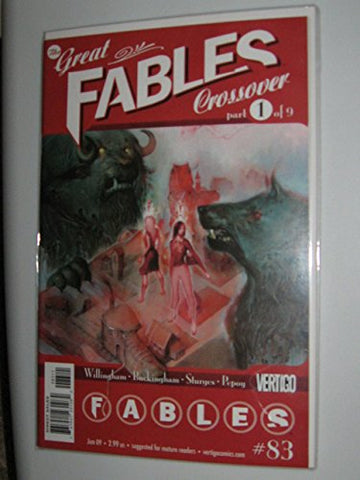 The Great
FABLES
Crossover
part 1 of 9
Willingham • Buckingham • Sturges • Pepoy
VERTIGO
FABLES
#83
Jun 09 • 2.99 us • suggested for mature readers • vertigocomics.com